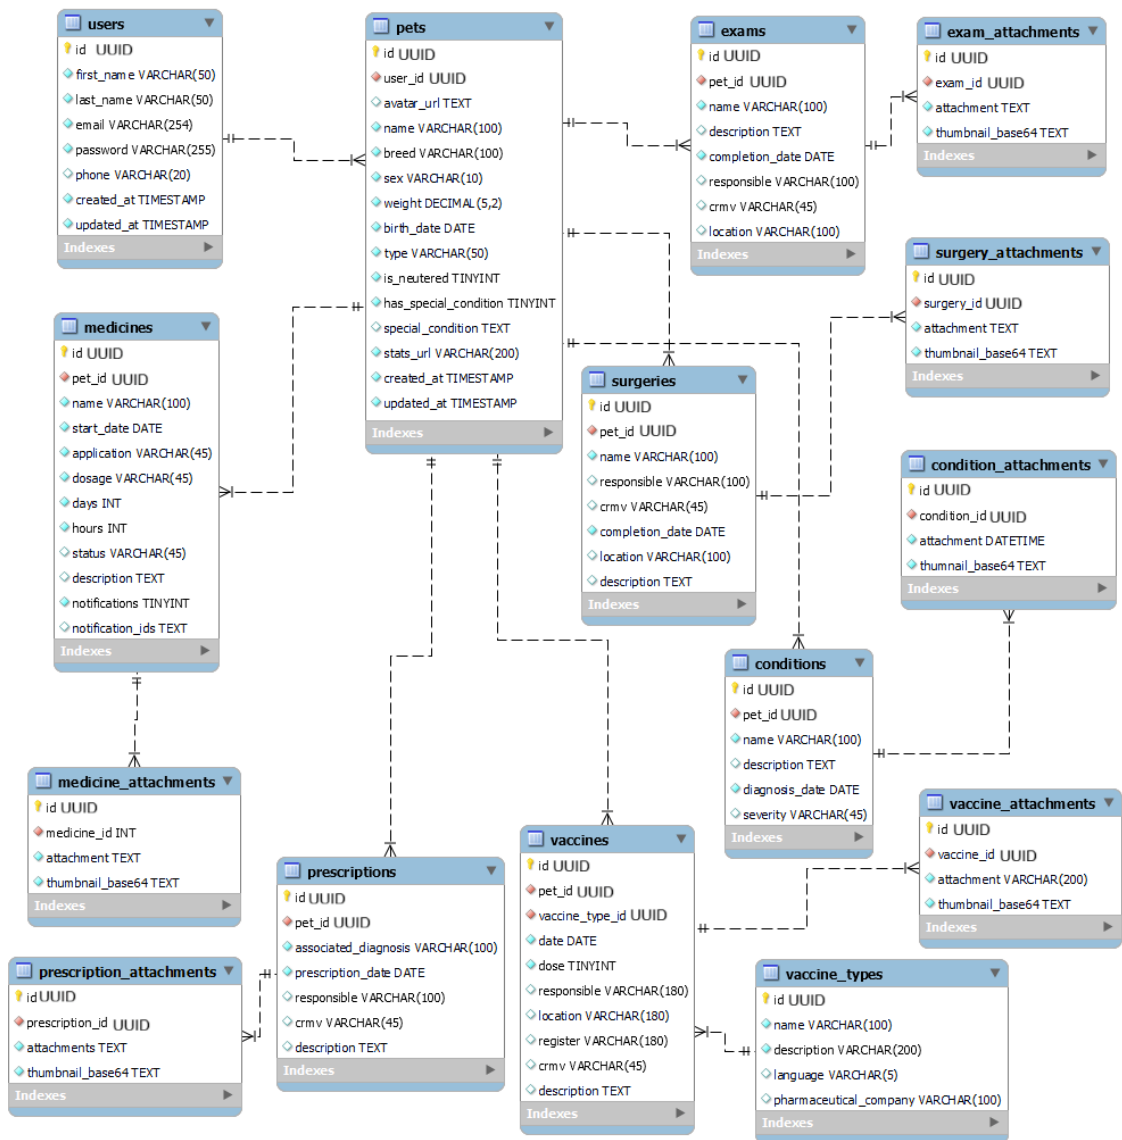 users
id UUID
first_name VARCHAR(50)
last_name VARCHAR(50)
email VARCHAR(254)
password VARCHAR(255)
phone VARCHAR(20)
created_at TIMESTAMP
updated_at TIMESTAMP
Indexes
pets
id UUID
user_id UUID
avatar_url TEXT
name VARCHAR(100)
breed VARCHAR(100)
sex VARCHAR(10)
weight DECIMAL(5,2)
birth_date DATE
type VARCHAR(50)
is_neutered TINYINT
has_special_condition TINYINT
special_condition TEXT
stats_url VARCHAR(200)
created_at TIMESTAMP
updated_at TIMESTAMP
Indexes
exams
id UUID
pet_id UUID
name VARCHAR(100)
description TEXT
completion_date DATE
responsible VARCHAR(100)
crmv VARCHAR(45)
location VARCHAR(100)
Indexes
exam_attachments
id UUID
exam_id UUID
attachment TEXT
thumbnail_base64 TEXT
Indexes
surgery_attachments
id UUID
surgery_id UUID
attachment TEXT
thumbnail_base64 TEXT
Indexes
medicines
id UUID
pet_id UUID
name VARCHAR(100)
start_date DATE
application VARCHAR(45)
dosage VARCHAR(45)
days INT
hours INT
status VARCHAR(45)
description TEXT
notifications TINYINT
notification_ids TEXT
Indexes
surgeries
id UUID
pet_id UUID
name VARCHAR(100)
responsible VARCHAR(100)
crmv VARCHAR(45)
completion_date DATE
location VARCHAR(100)
description TEXT
Indexes
condition_attachments
id UUID
condition_id UUID
attachment DATETIME
thumnail_base64 TEXT
Indexes
conditions
id UUID
pet_id UUID
name VARCHAR(100)
description TEXT
diagnosis_date DATE
severity VARCHAR(45)
Indexes
medicine_attachments
id UUID
medicine_id INT
attachment TEXT
thumbnail_base64 TEXT
Indexes
prescriptions
id UUID
pet_id UUID
associated_diagnosis VARCHAR(100)
prescription_date DATE
responsible VARCHAR(100)
crmv VARCHAR(45)
description TEXT
Indexes
vaccines
id UUID
pet_id UUID
vaccine_type_id UUID
date DATE
dose TINYINT
responsible VARCHAR(180)
location VARCHAR(180)
register VARCHAR(180)
crmv VARCHAR(45)
description TEXT
Indexes
vaccine_attachments
id UUID
vaccine_id UUID
attachment VARCHAR(200)
thumbnail_base64 TEXT
Indexes
prescription_attachments
id UUID
prescription_id UUID
attachments TEXT
thumbnail_base64 TEXT
Indexes
vaccine_types
id UUID
name VARCHAR(100)
description VARCHAR(200)
language VARCHAR(5)
pharmaceutical_company VARCHAR(100)
Indexes